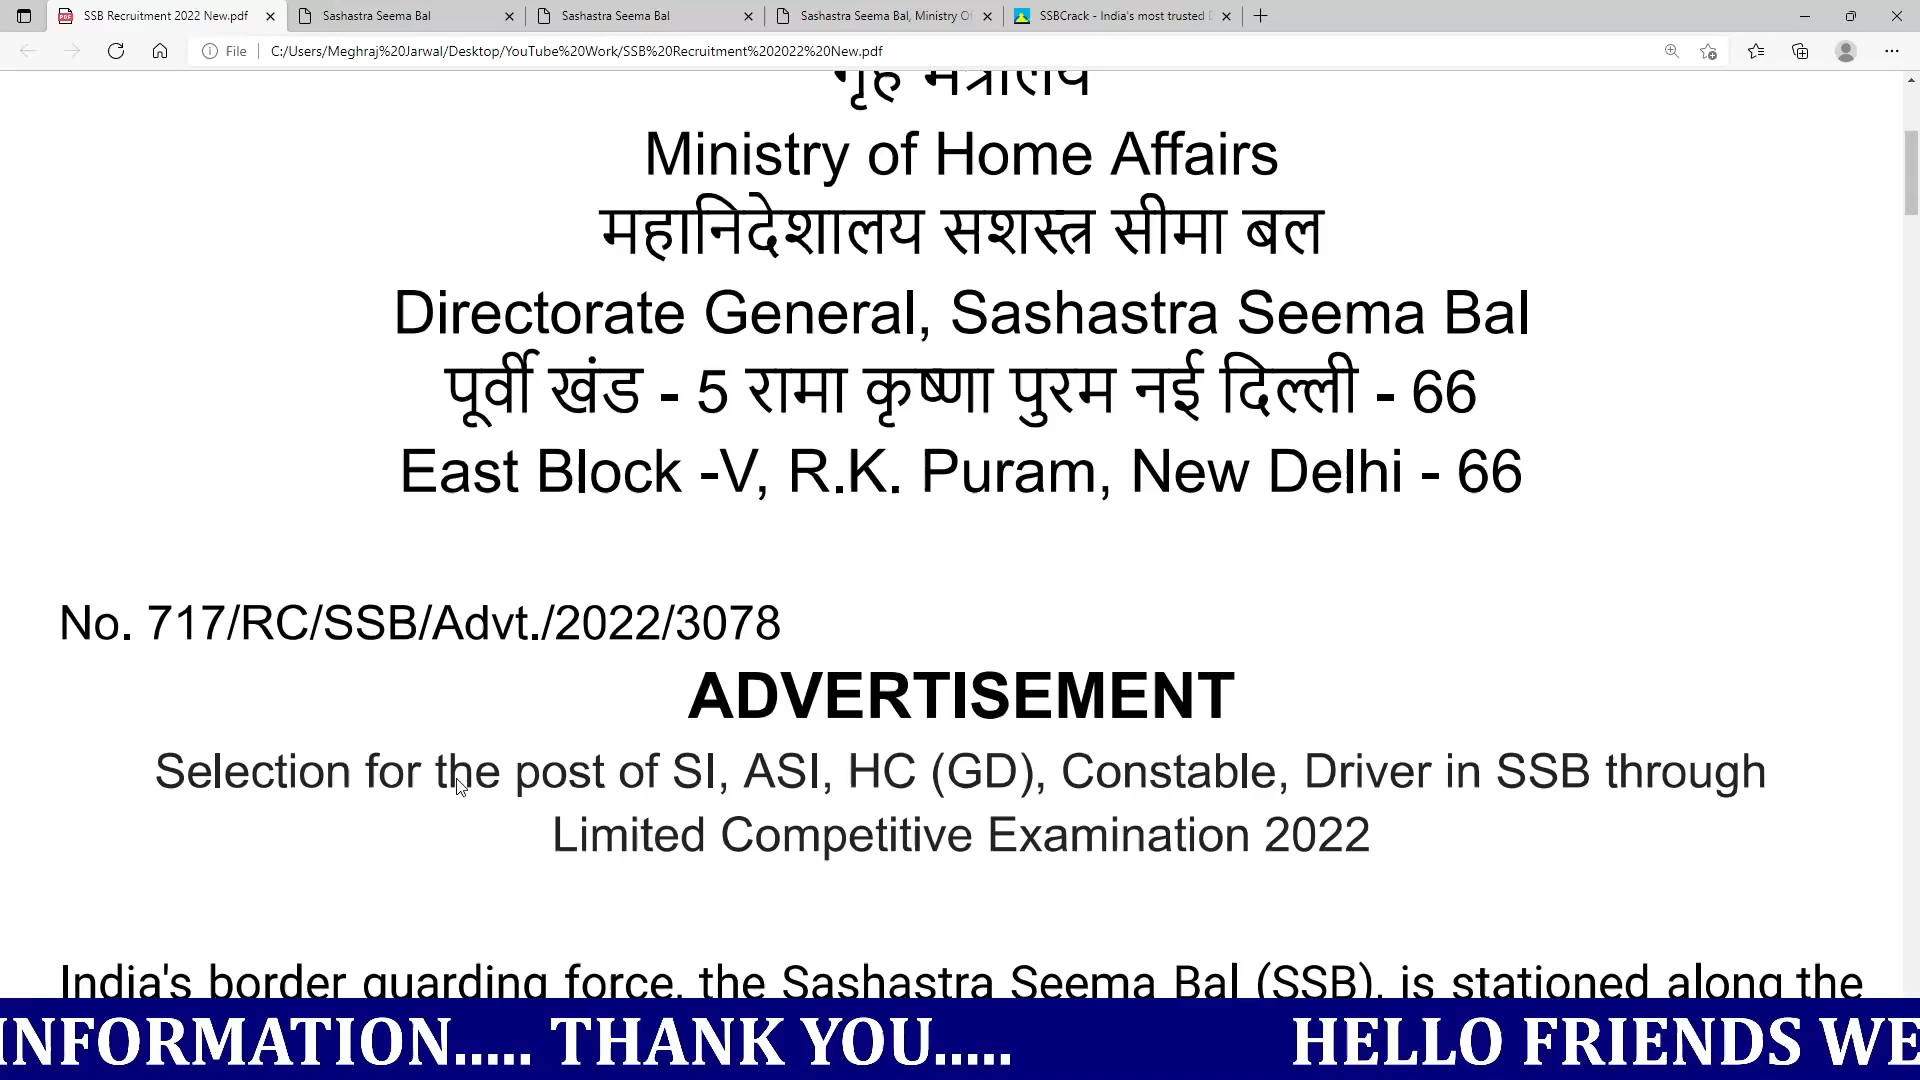 SSB Recruitment 2022 New.pdf
Sashastra Seema Bal
Sashastra Seema Bal
Sashastra Seema Bal, Ministry Of
SSBCrack - India's most trusted
File
C:/Users/Meghraj%20Jarwal/Desktop/YouTube%20Work/SSB%20Recruitment%202022%20New.pdf
गृह मंत्रालय
Ministry of Home Affairs
महानिदेशालय सशस्त्र सीमा बल
Directorate General, Sashastra Seema Bal
पूर्वी खंड - 5 रामा कृष्णा पुरम नई दिल्ली - 66
East Block -V, R.K. Puram, New Delhi - 66
No. 717/RC/SSB/Advt./2022/3078
ADVERTISEMENT
Selection for the post of SI, ASI, HC (GD), Constable, Driver in SSB through
Limited Competitive Examination 2022
India's border guarding force, the Sashastra Seema Bal (SSB), is stationed along the
INFORMATION..... THANK YOU..... HELLO FRIENDS WE